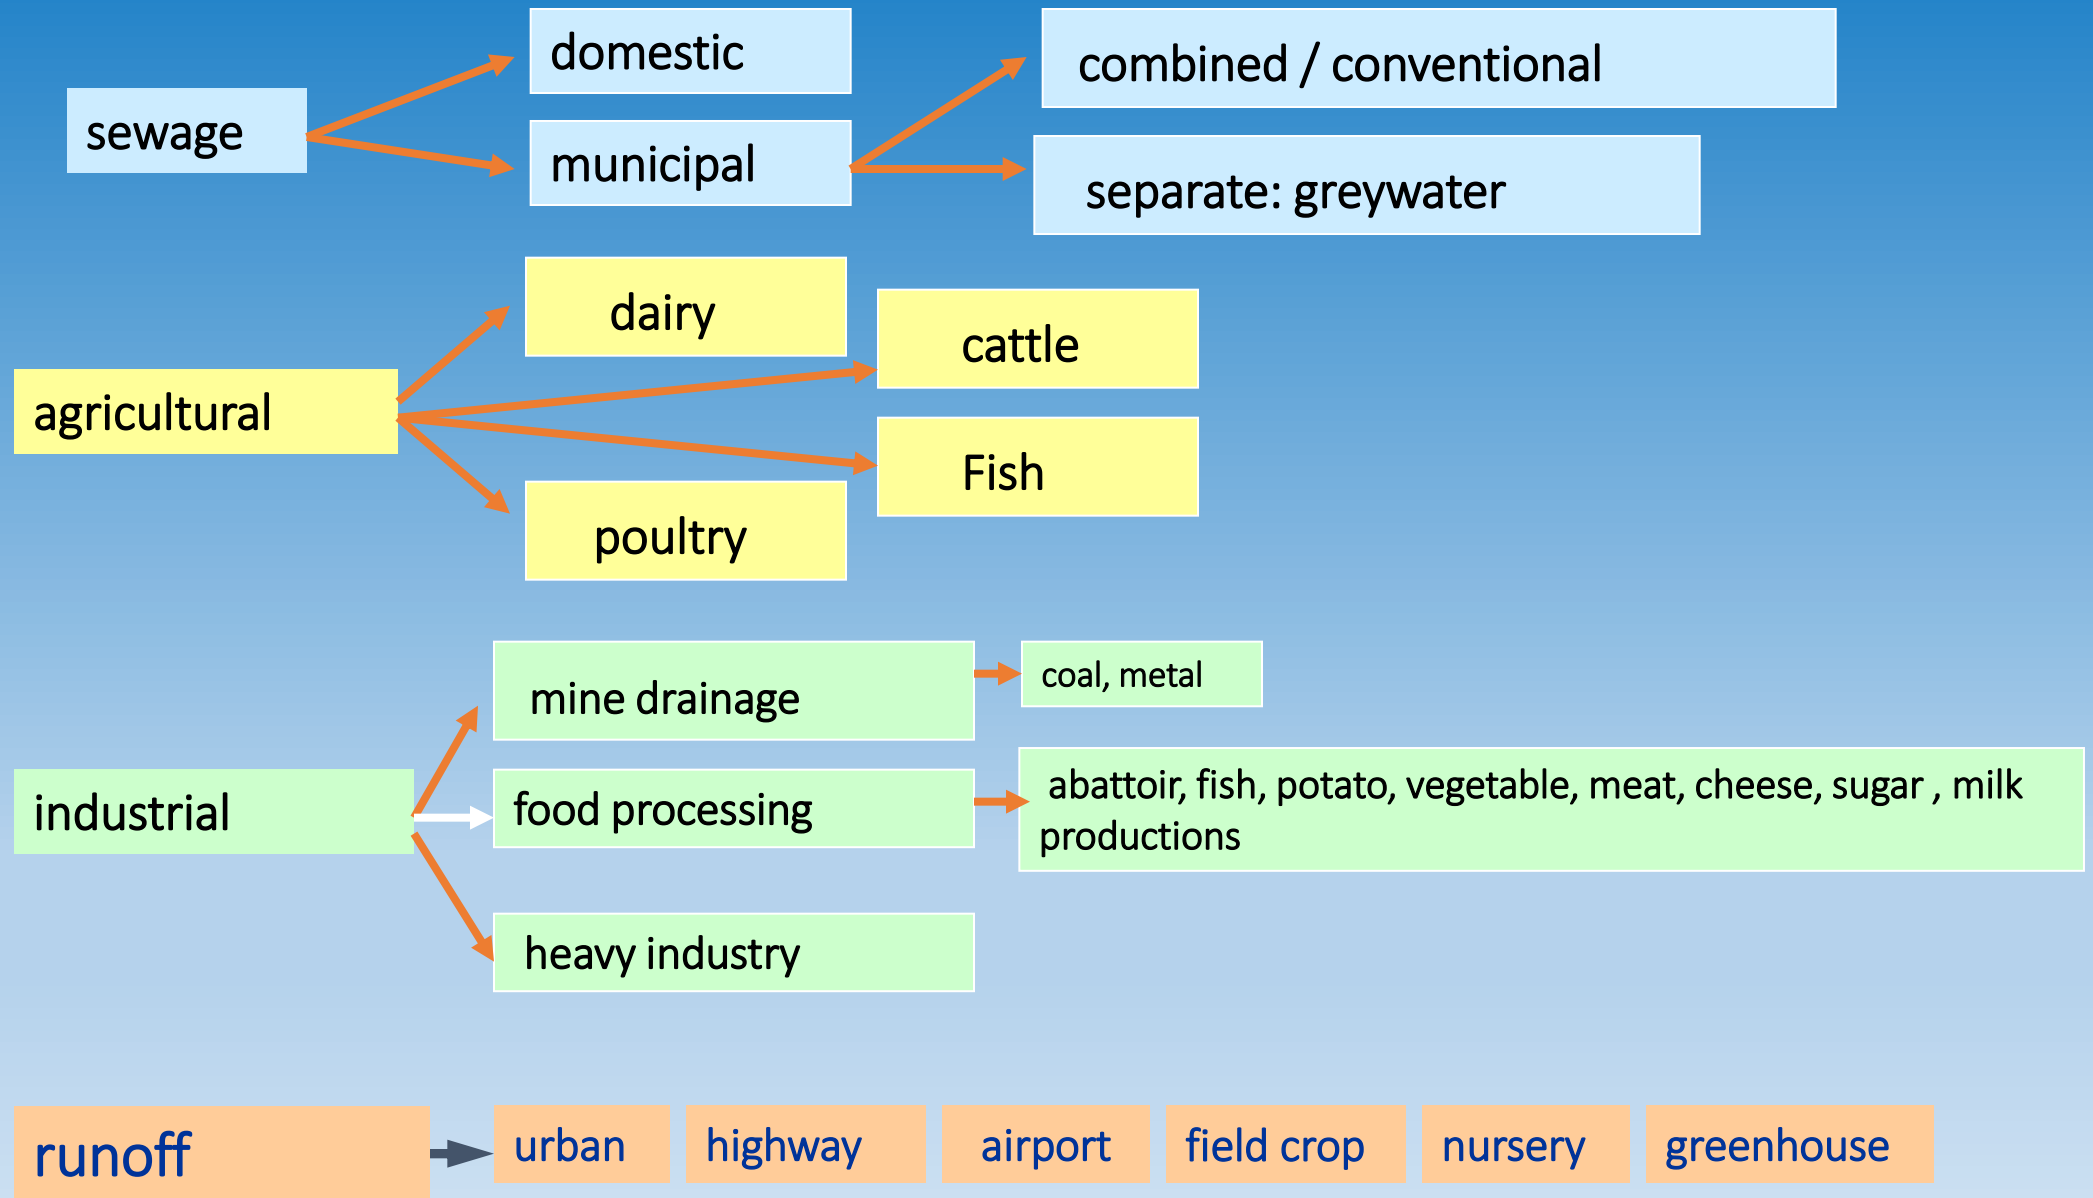 sewage
domestic
municipal
combined / conventional
separate: greywater
agricultural
dairy
cattle
Fish
poultry
industrial
mine drainage
coal, metal
food processing
abattoir, fish, potato, vegetable, meat, cheese, sugar , milk
productions
heavy industry
runoff
urban
highway
airport
field crop
nursery
greenhouse